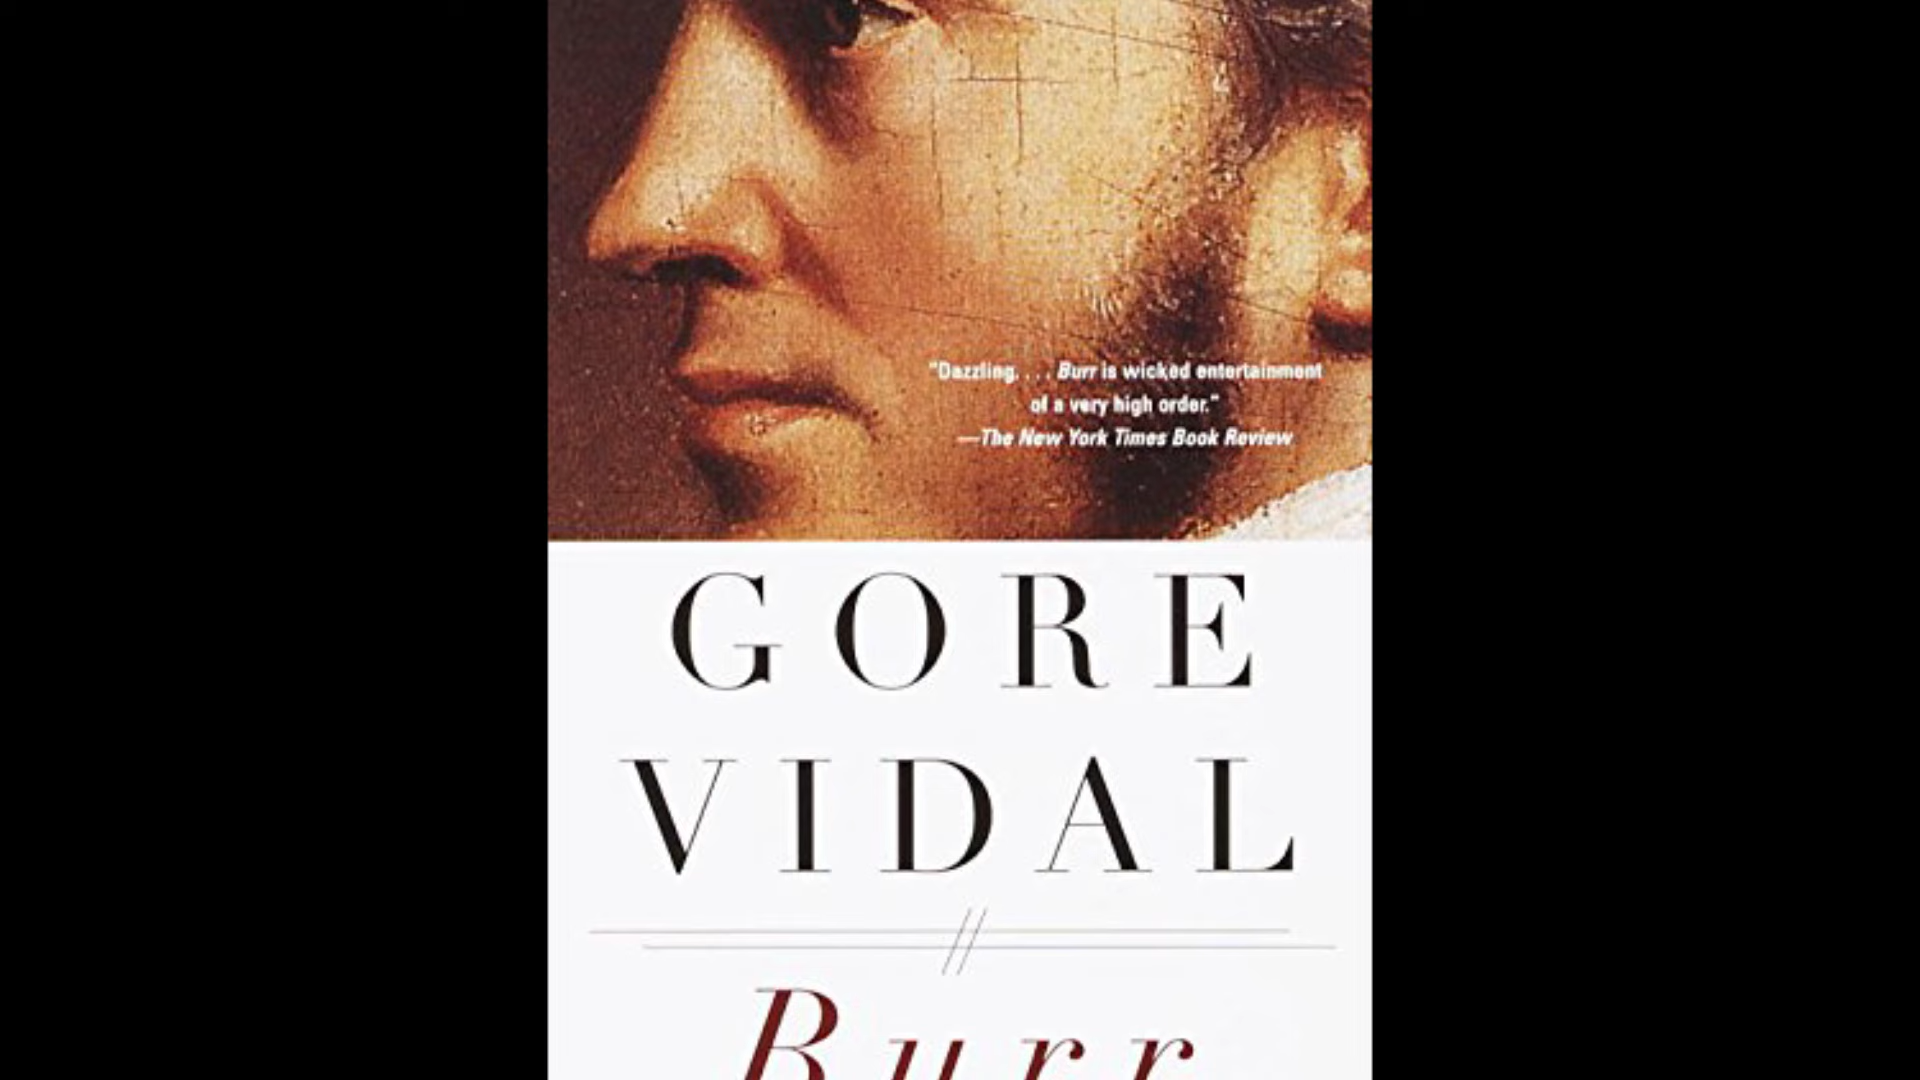 "Dazzling. . . . Burr is wicked entertainment
of a very high order."
—The New York Times Book Review
GORE
VIDAL
Burr